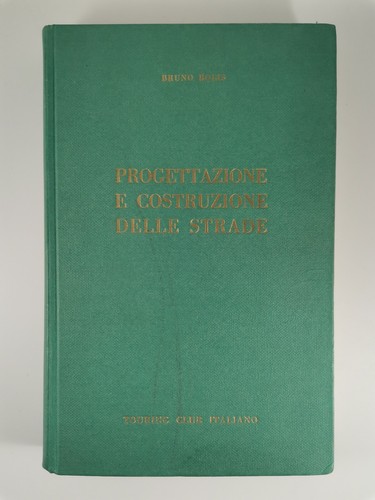 BRUNO BOLIS
PROGETTAZIONE
E COSTRUZIONE
DELLE STRADE
TOURING CLUB ITALIANO